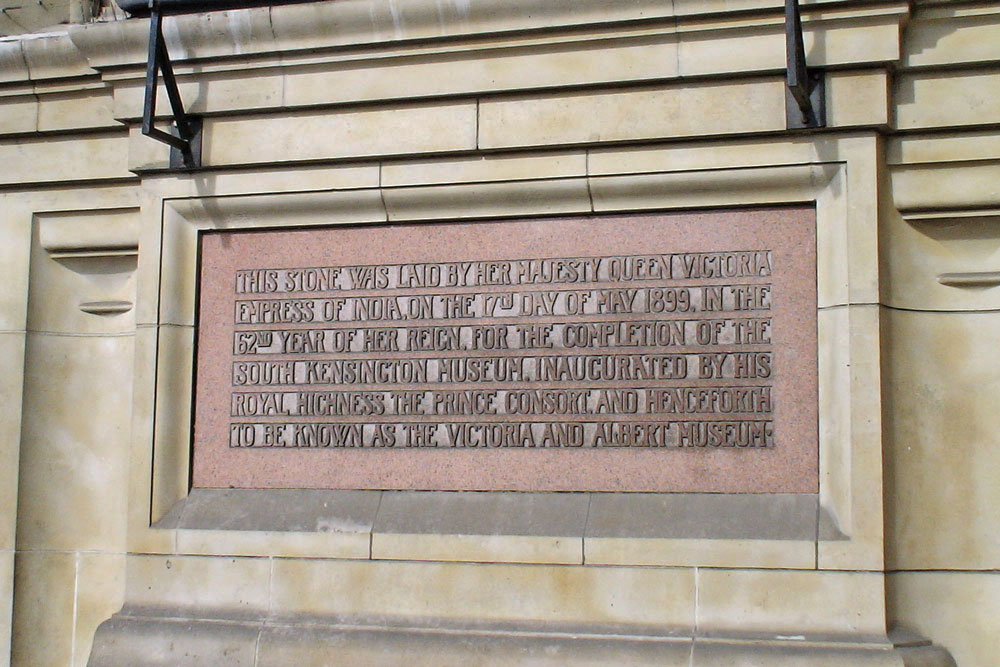 THIS STONE WAS LAID BY HER MAJESTY QUEEN VICTORIA
EMPRESS OF INDIA, ON THE 17TH DAY OF MAY 1899, IN THE
62ND YEAR OF HER REIGN, FOR THE COMPLETION OF THE
SOUTH KENSINGTON MUSEUM, INAUGURATED BY HIS
ROYAL HIGHNESS THE PRINCE CONSORT, AND HENCEFORTH
TO BE KNOWN AS THE VICTORIA AND ALBERT MUSEUM.